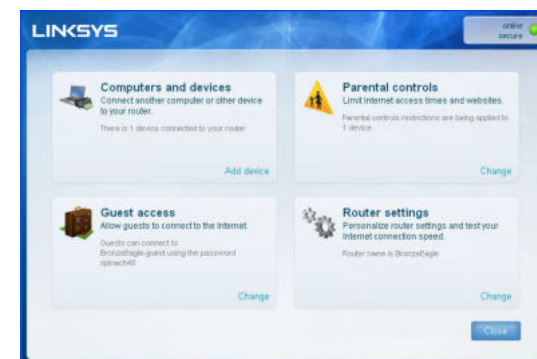 LINKSYS
online
secure
Computers and devices
Connect another computer or other device
to your router.
There is 1 device connected to your router
Add device
Parental controls
Limit Internet access times and websites.
Parental controls restrictions are being applied to
1 device
Change
Guest access
Allow guests to connect to the Internet.
Guests can connect to
BronzeEagle-guest using the password
spinach48
Change
Router settings
Personalize router settings and test your
Internet connection speed.
Router name is BronzeEagle
Change
Close